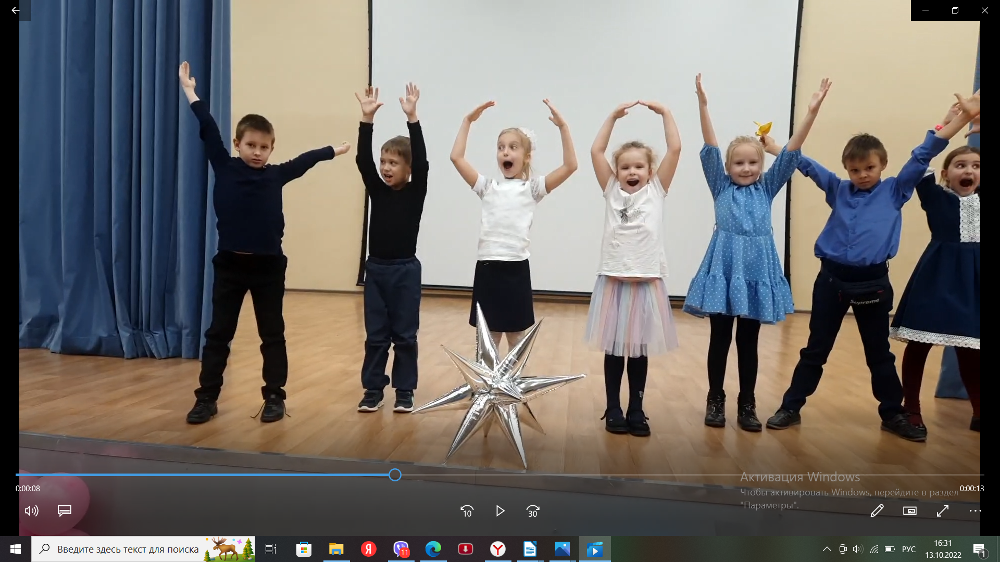 Supreme
Активация Windows
Чтобы активировать Windows, перейдите в раздел
"Параметры".
0:00:08
0:00:13
10
30
Введите здесь текст для поиска
Я
11
Y
РУС
16:31
13.10.2022
1